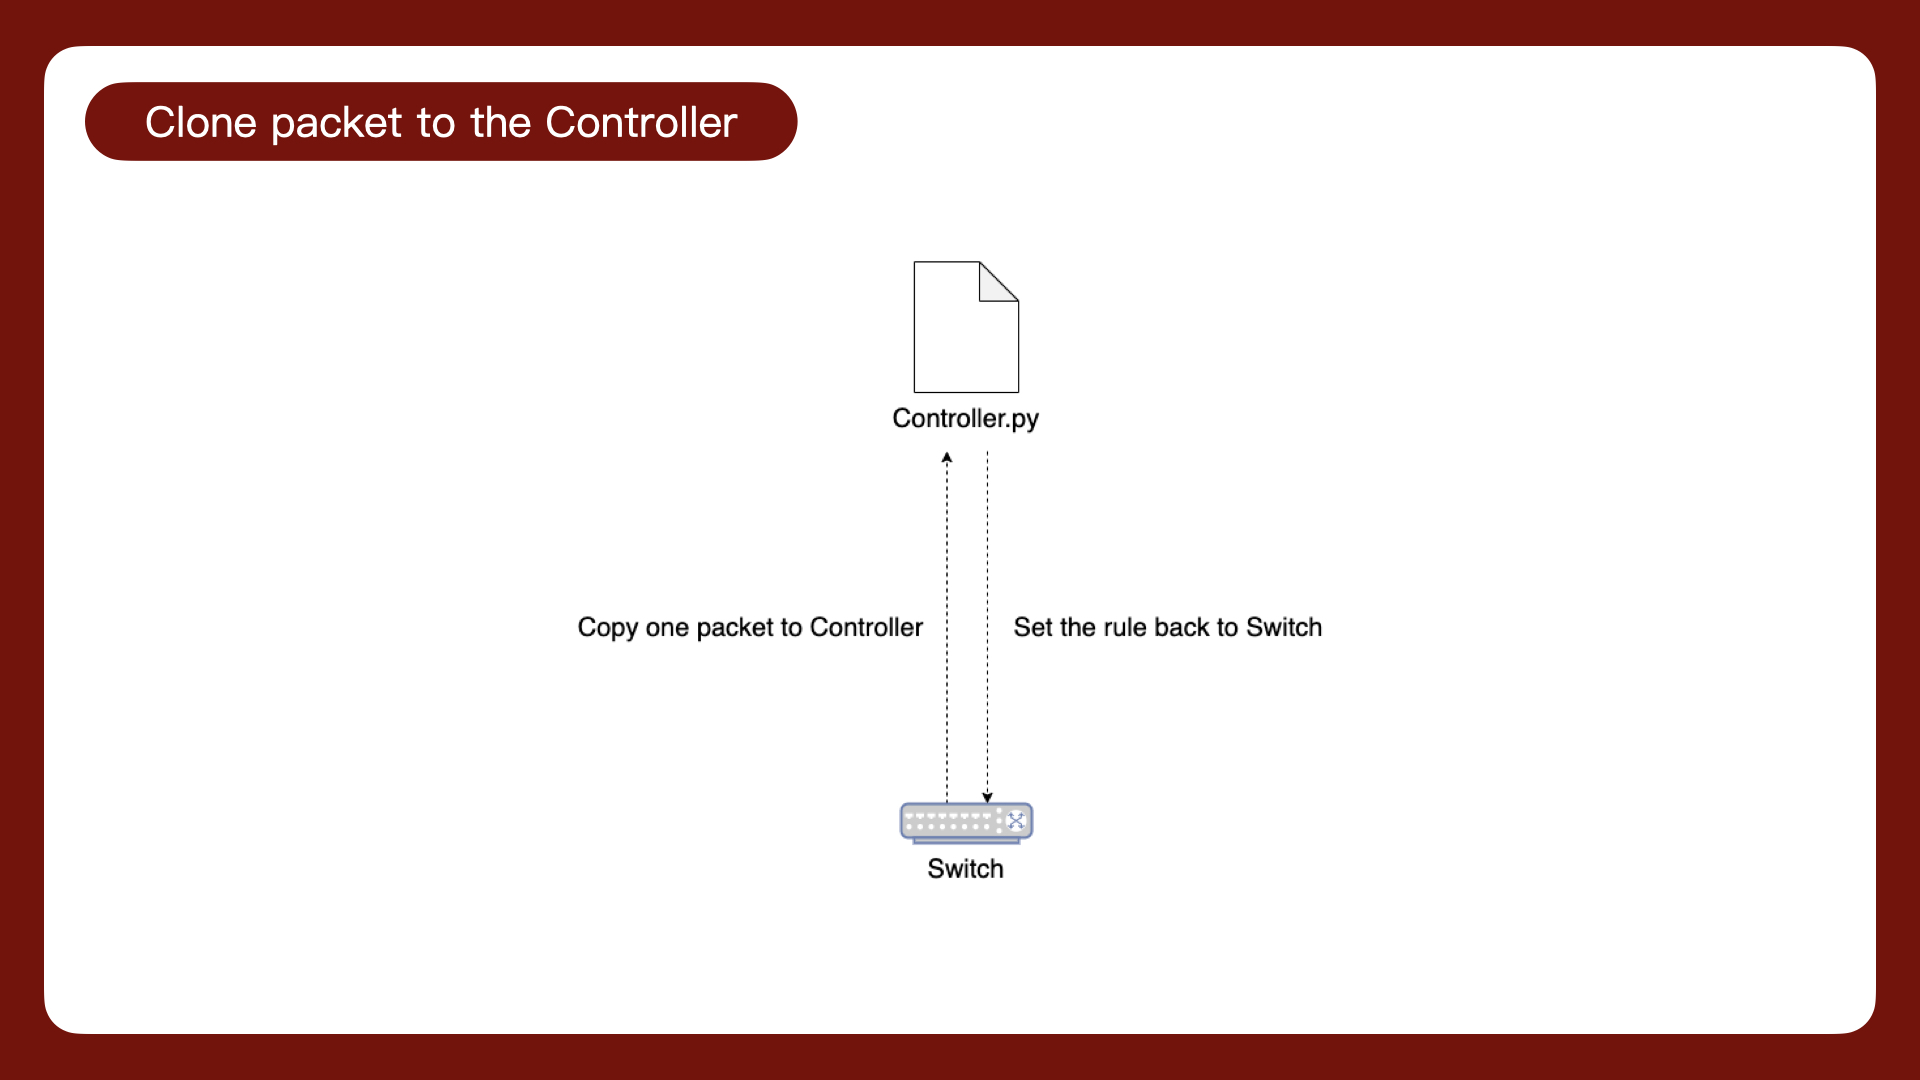 Clone packet to the Controller
Controller.py
Copy one packet to Controller
Set the rule back to Switch
Switch